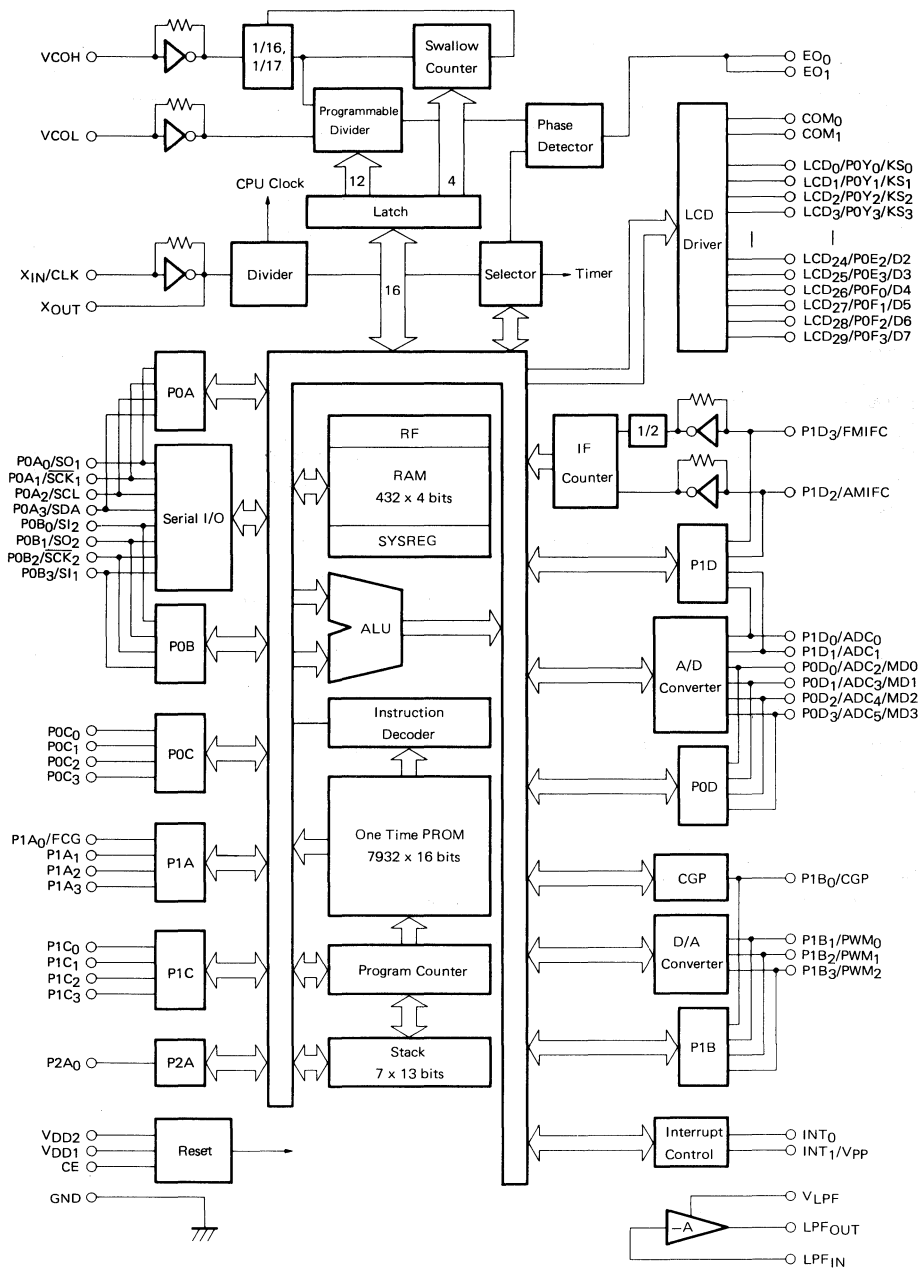 VCOH
1/16,
1/17
Swallow
Counter
EO0
EO1
VCOL
Programmable
Divider
Phase
Detector
COM0
COM1
CPU Clock
12
4
Latch
LCD
Driver
LCD0/P0Y0/KS0
LCD1/P0Y1/KS1
LCD2/P0Y2/KS2
LCD3/P0Y3/KS3
LCD24/P0E2/D2
LCD25/P0E3/D3
LCD26/P0F0/D4
LCD27/P0F1/D5
LCD28/P0F2/D6
LCD29/P0F3/D7
XIN/CLK
XOUT
Divider
16
Selector
Timer
P0A
P0A0/SO1
P0A1/SCK1
P0A2/SCL
P0A3/SDA
P0B0/SI2
P0B1/SO2
P0B2/SCK2
P0B3/SI1
Serial I/O
P0B
RF
RAM
432 x 4 bits
SYSREG
ALU
IF
Counter
1/2
P1D3/FMIFC
P1D2/AMIFC
P1D
A/D
Converter
P1D0/ADC0
P1D1/ADC1
P0D0/ADC2/MD0
P0D1/ADC3/MD1
P0D2/ADC4/MD2
P0D3/ADC5/MD3
P0D
P0C0
P0C1
P0C2
P0C3
P0C
Instruction
Decoder
One Time PROM
7932 x 16 bits
P1A0/FCG
P1A1
P1A2
P1A3
P1A
CGP
P1B0/CGP
P1C0
P1C1
P1C2
P1C3
P1C
Program Counter
D/A
Converter
P1B1/PWM0
P1B2/PWM1
P1B3/PWM2
P1B
P2A0
P2A
Stack
7 x 13 bits
VDD2
VDD1
CE
Reset
Interrupt
Control
INT0
INT1/VPP
GND
VLPF
–A
LPFOUT
LPFIN